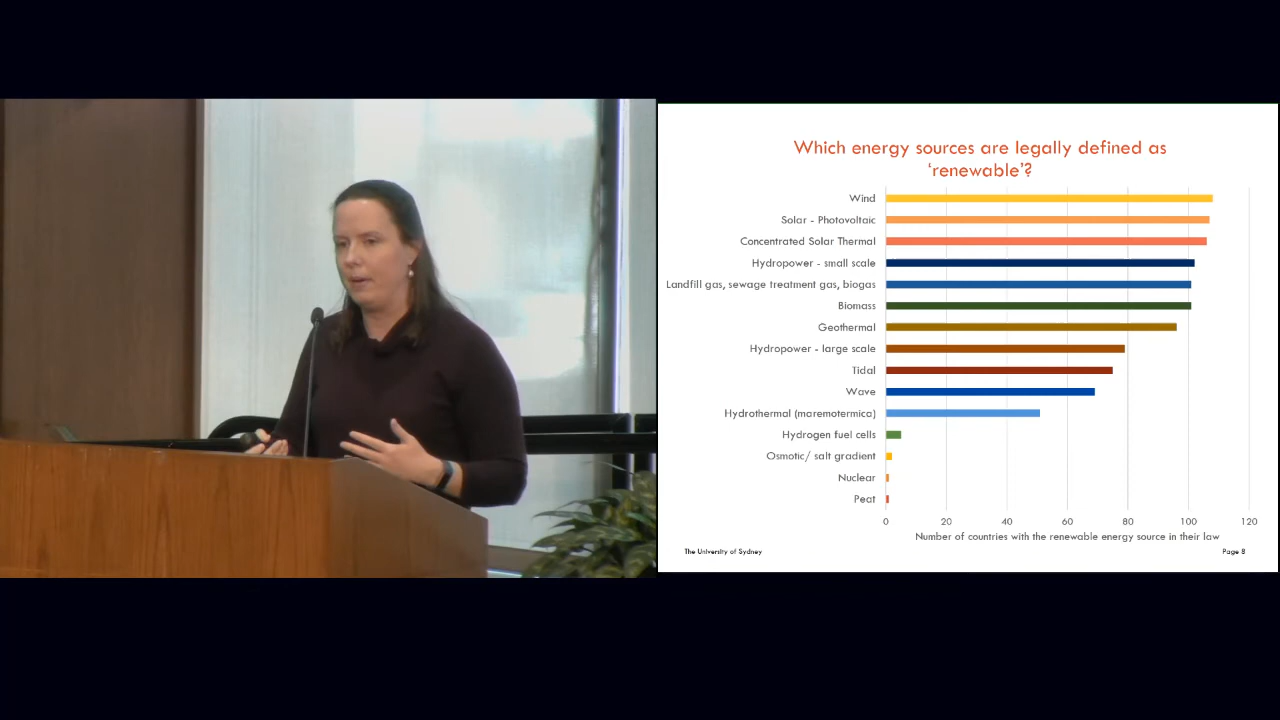 Which energy sources are legally defined as
‘renewable’?
Wind
Solar - Photovoltaic
Concentrated Solar Thermal
Hydropower - small scale
Landfill gas, sewage treatment gas, biogas
Biomass
Geothermal
Hydropower - large scale
Tidal
Wave
Hydrothermal (maremotermica)
Hydrogen fuel cells
Osmotic/ salt gradient
Nuclear
Peat
0 20 40 60 80 100 120
Number of countries with the renewable energy source in their law
The University of Sydney
Page 8